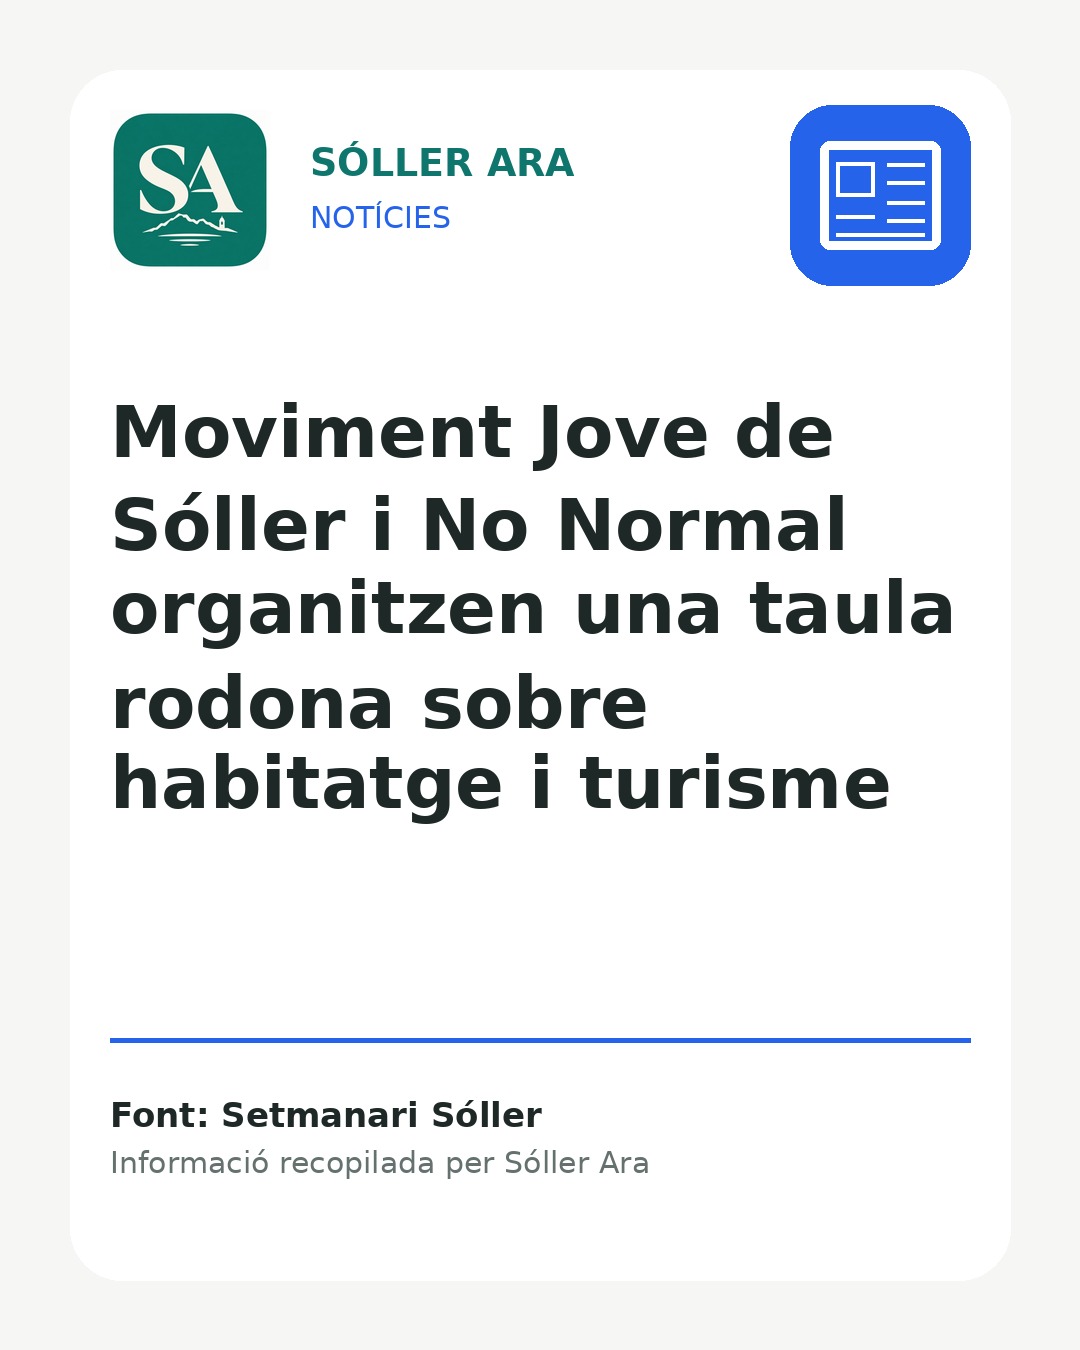 SA
SÓLLER ARA
NOTÍCIES
Moviment Jove de
Sóller i No Normal
organitzen una taula
rodona sobre
habitatge i turisme
Font: Setmanari Sóller
Informació recopilada per Sóller Ara